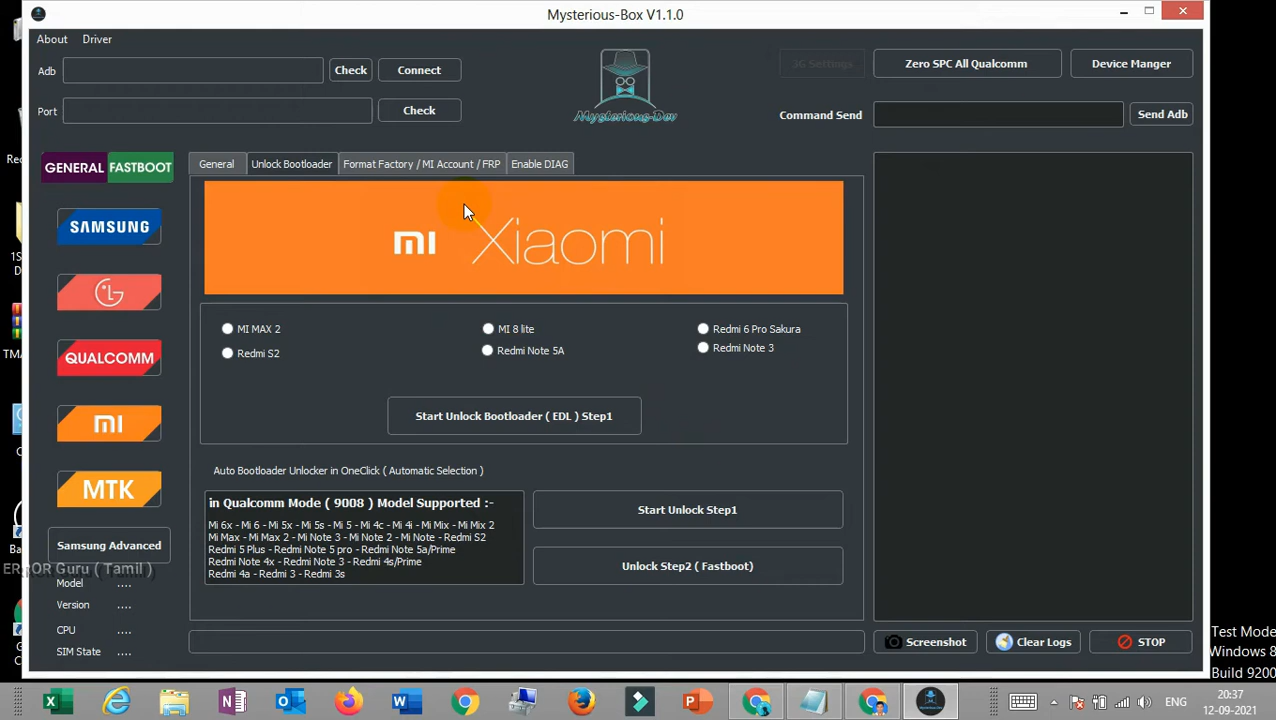 Mysterious-Box V1.1.0
About Driver
Adb Check Connect
Port Check
Mysterious-Dev
3G Settings Zero SPC All Qualcomm Device Manger
Command Send Send Adb
GENERAL FASTBOOT
SAMSUNG
LG
QUALCOMM
MI
MTK
Samsung Advanced
ERROR Guru ( Tamil )
Model ....
Version ....
CPU ....
SIM State ....
General Unlock Bootloader Format Factory / MI Account / FRP Enable DIAG
MI Xiaomi
MI MAX 2 MI 8 lite Redmi 6 Pro Sakura
Redmi S2 Redmi Note 5A Redmi Note 3
Start Unlock Bootloader ( EDL ) Step1
Auto Bootloader Unlocker in OneClick ( Automatic Selection )
in Qualcomm Mode ( 9008 ) Model Supported :-
Mi 6x - Mi 6 - Mi 5x - Mi 5s - Mi 5 - Mi 4c - Mi 4i - Mi Mix - Mi Mix 2
Mi Max - Mi Max 2 - Mi Note 3 - Mi Note 2 - Mi Note - Redmi S2
Redmi 5 Plus - Redmi Note 5 pro - Redmi Note 5a/Prime
Redmi Note 4x - Redmi Note 3 - Redmi 4s/Prime
Redmi 4a - Redmi 3 - Redmi 3s
Start Unlock Step1
Unlock Step2 ( Fastboot )
Screenshot Clear Logs STOP
Test Mode
Windows 8
Build 9200
ENG
20:37
12-09-2021